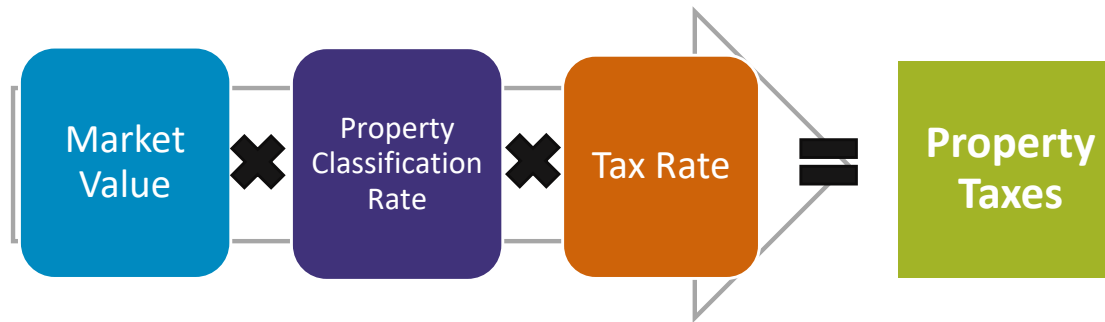 Market
Value
✖
Property
Classification
Rate
✖
Tax Rate
=
Property
Taxes